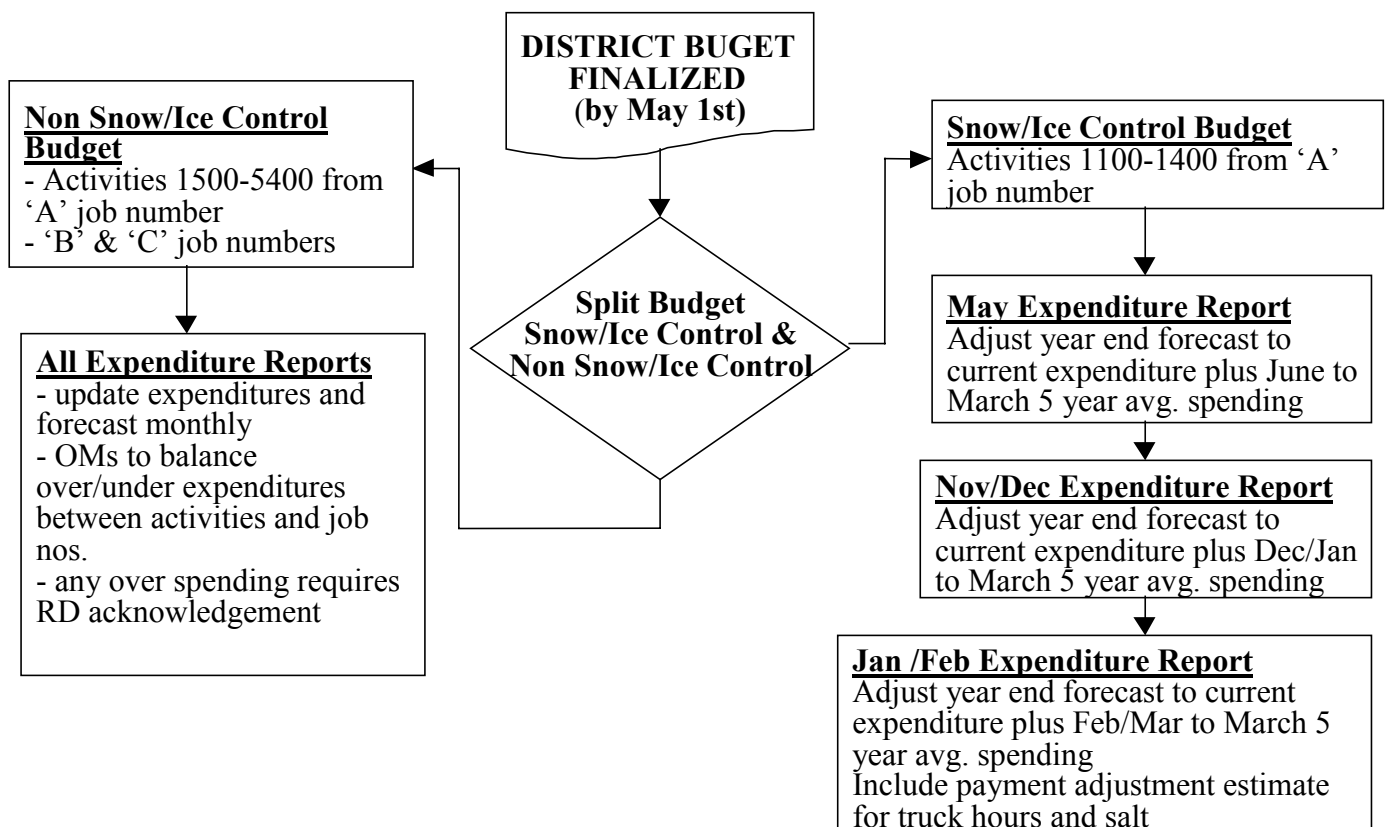 DISTRICT BUGET
FINALIZED
(by May 1st)
Non Snow/Ice Control
Budget
- Activities 1500-5400 from
‘A’ job number
- ‘B’ & ‘C’ job numbers
Snow/Ice Control Budget
Activities 1100-1400 from ‘A’
job number
Split Budget
Snow/Ice Control &
Non Snow/Ice Control
All Expenditure Reports
- update expenditures and
forecast monthly
- OMs to balance
over/under expenditures
between activities and job
nos.
- any over spending requires
RD acknowledgement
May Expenditure Report
Adjust year end forecast to
current expenditure plus June to
March 5 year avg. spending
Nov/Dec Expenditure Report
Adjust year end forecast to
current expenditure plus Dec/Jan
to March 5 year avg. spending
Jan /Feb Expenditure Report
Adjust year end forecast to current
expenditure plus Feb/Mar to March 5
year avg. spending
Include payment adjustment estimate
for truck hours and salt